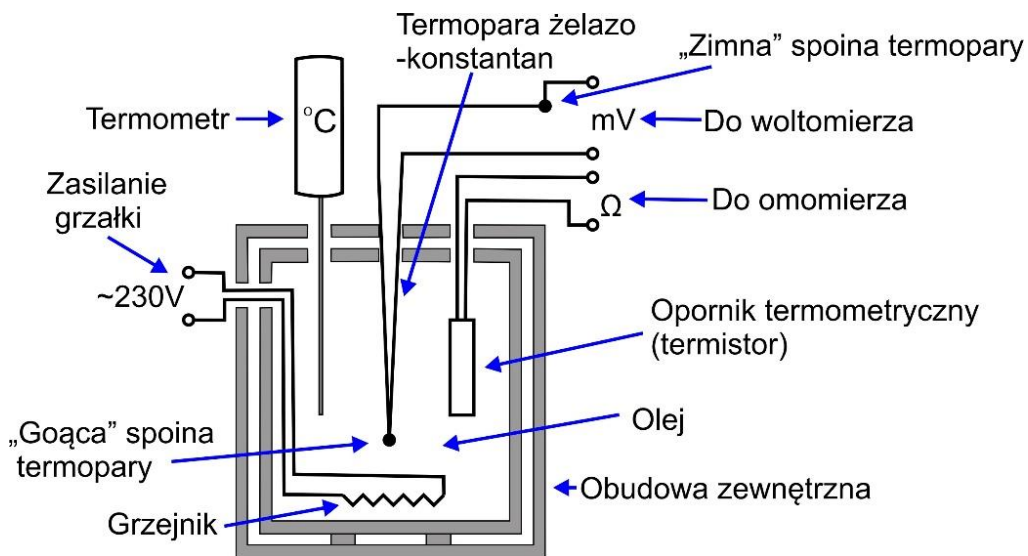 Termopara żelazo
-konstantan
„Zimna” spoina termopary
Termometr
°C
mV
Do woltomierza
Zasilanie
grzałki
Ω
Do omomierza
~230V
Opornik termometryczny
(termistor)
„Goąca” spoina
termopary
Olej
Obudowa zewnętrzna
Grzejnik